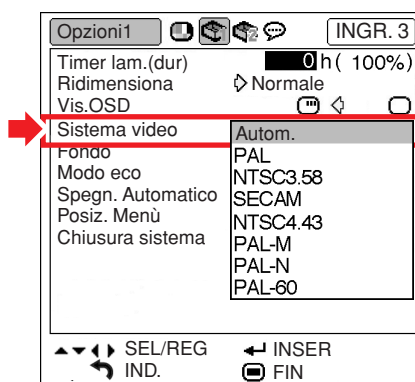 Opzioni1 INGR. 3
Timer lam.(dur) 0 h ( 100%)
Ridimensiona Normale
Vis.OSD
Sistema video Autom.
PAL
Fondo NTSC3.58
Modo eco SECAM
Spegn. Automatico NTSC4.43
Posiz. Menù PAL-M
Chiusura sistema PAL-N
PAL-60
SEL/REG INSER
IND. FIN